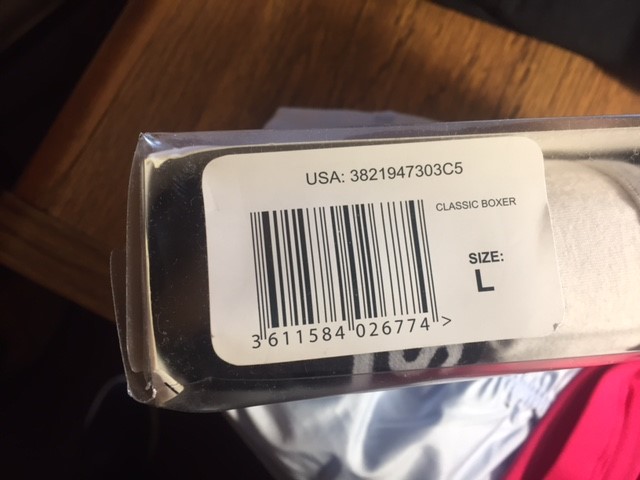 USA: 3821947303C5
CLASSIC BOXER
SIZE:
L
3 611584 026774 >